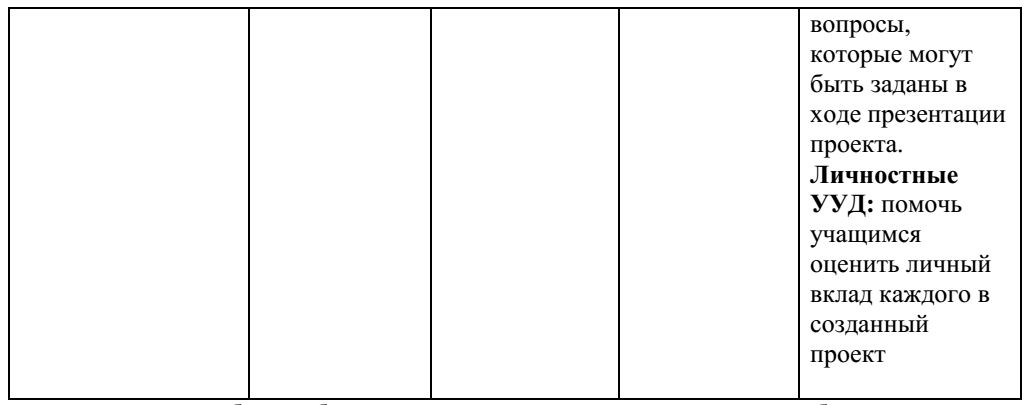 вопросы,
которые могут
быть заданы в
ходе презентации
проекта.
Личностные
УУД: помочь
учащимся
оценить личный
вклад каждого в
созданный
проект